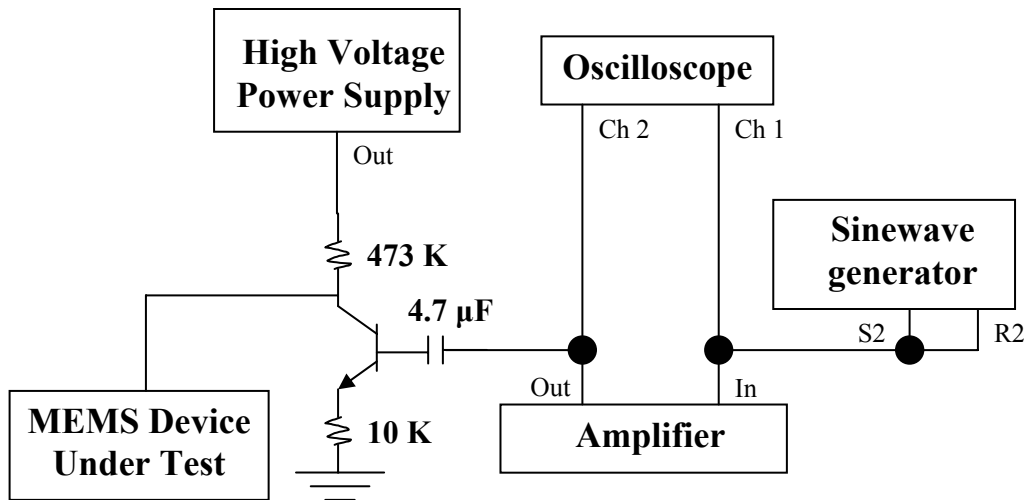 High Voltage
Power Supply
Oscilloscope
Out
Ch 2
Ch 1
Sinewave
generator
473 K
4.7 µF
S2
R2
Out
In
MEMS Device
Under Test
10 K
Amplifier